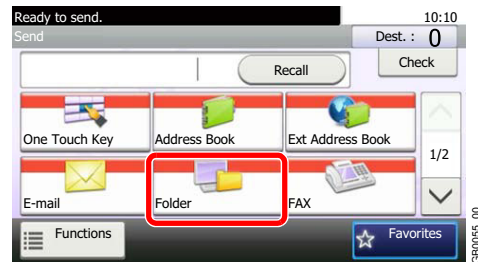 Ready to send. 10:10
Send Dest. : 0
Recall Check
One Touch Key Address Book Ext Address Book
1/2
E-mail Folder FAX
Functions Favorites
GB0055_00